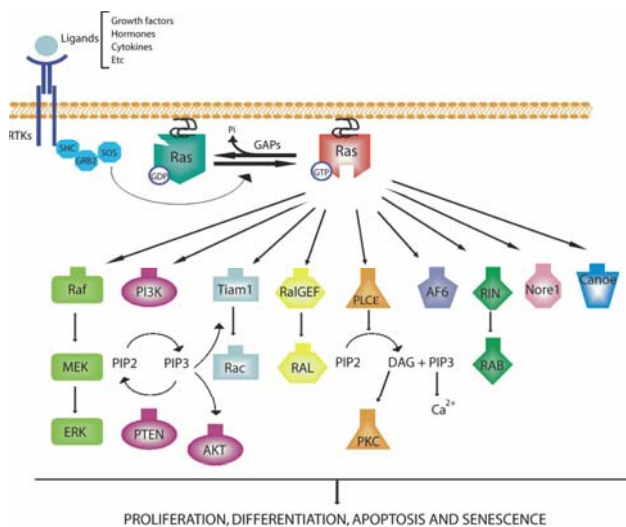 Ligands
Growth factors
Hormones
Cytokines
Etc
RTKs
SHC
GRB2
SOS
Ras
GDP
Pi
GAPs
Ras
GTP
Raf
PI3K
Tiam1
RalGEF
PLCε
AF6
RIN
Nore1
Canoe
MEK
PIP2
PIP3
Rac
RAL
PIP2
DAG + PIP3
RAB
Ca2+
ERK
PTEN
AKT
PKC
PROLIFERATION, DIFFERENTIATION, APOPTOSIS AND SENESCENCE